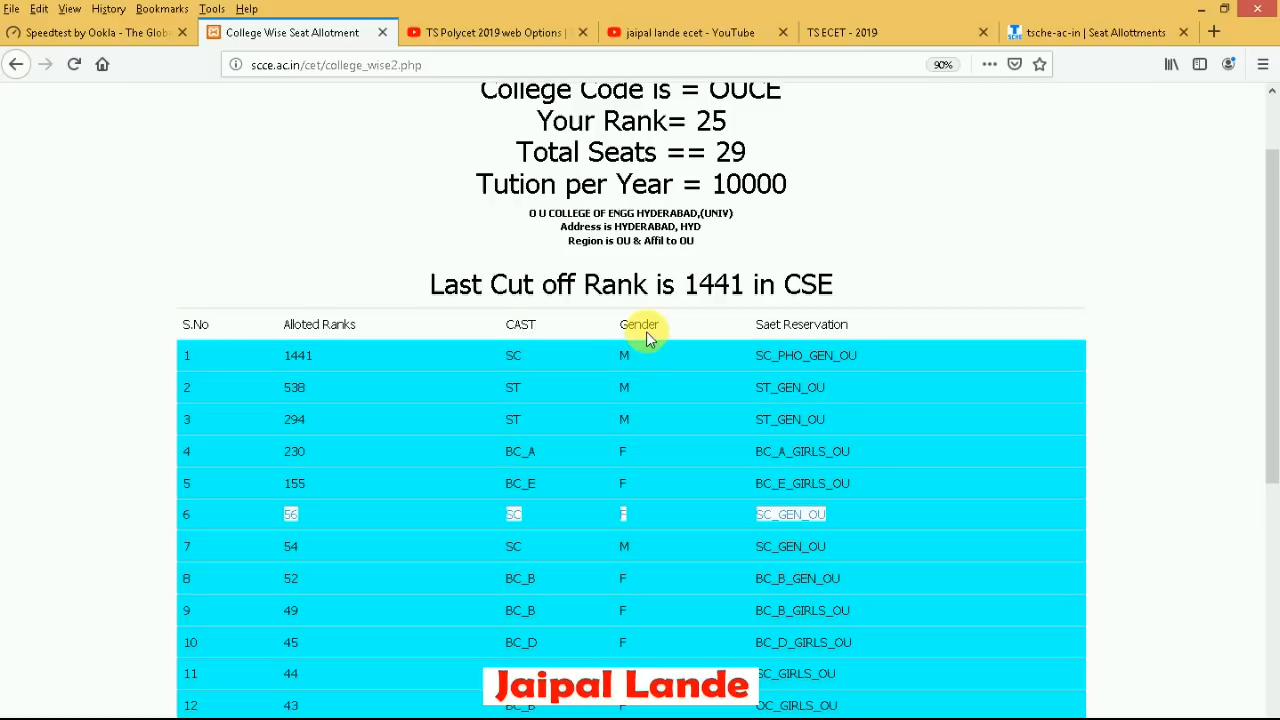 File Edit View History Bookmarks Tools Help
Speedtest by Ookla - The Glob
College Wise Seat Allotment
TS Polycet 2019 web Options |
jaipal lande ecet - YouTube
TS ECET - 2019
tsche-ac-in | Seat Allottments
scce.ac.in/cet/college_wise2.php
90%
College Code is = OUCE
Your Rank= 25
Total Seats == 29
Tution per Year = 10000
O U COLLEGE OF ENGG HYDERABAD,(UNIV)
Address is HYDERABAD, HYD
Region is OU & Affil to OU
Last Cut off Rank is 1441 in CSE
S.No Alloted Ranks CAST Gender Saet Reservation
1 1441 SC M SC_PHO_GEN_OU
2 538 ST M ST_GEN_OU
3 294 ST M ST_GEN_OU
4 230 BC_A F BC_A_GIRLS_OU
5 155 BC_E F BC_E_GIRLS_OU
6 56 SC F SC_GEN_OU
7 54 SC M SC_GEN_OU
8 52 BC_B F BC_B_GEN_OU
9 49 BC_B F BC_B_GIRLS_OU
10 45 BC_D F BC_D_GIRLS_OU
11 44 SC_GIRLS_OU
Jaipal Lande
12 43 BC_B F OC_GIRLS_OU